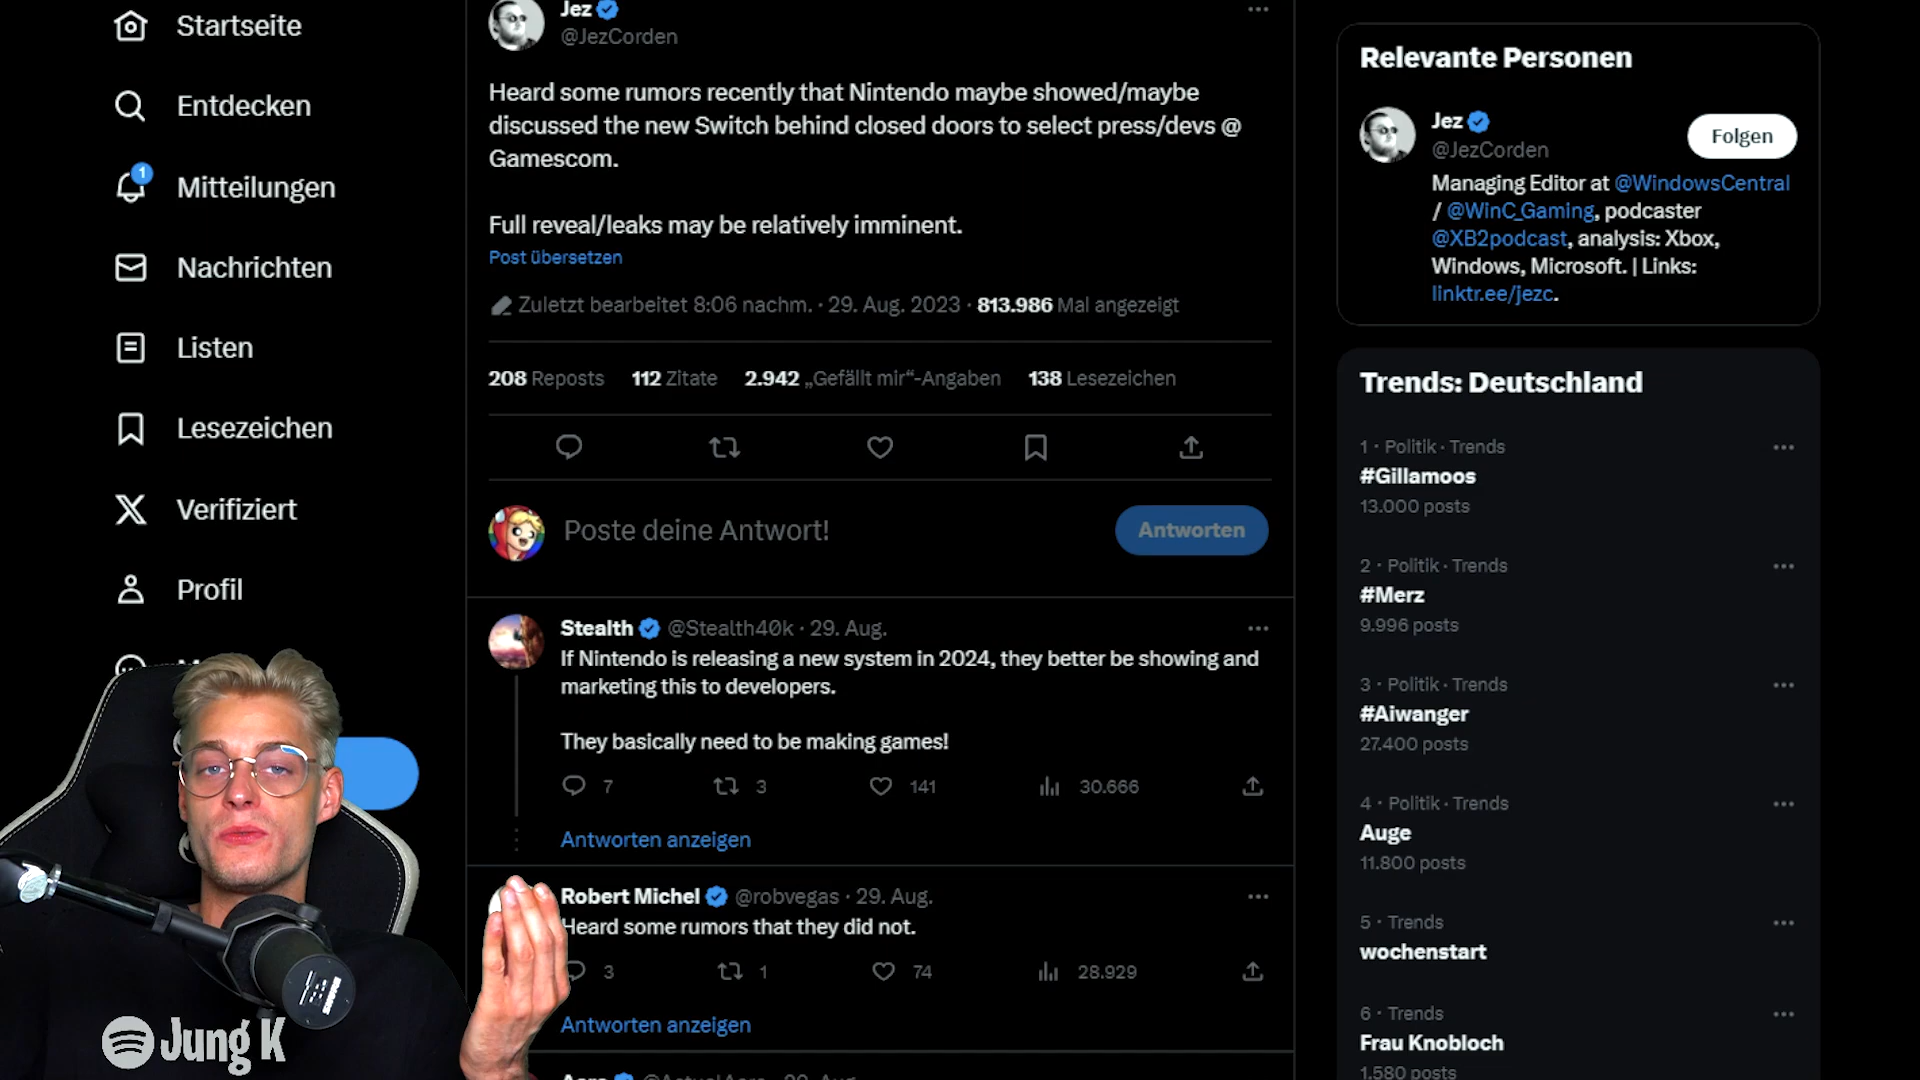 Startseite
Entdecken
1
Mitteilungen
Nachrichten
Listen
Lesezeichen
Verifiziert
Profil
Jez
@JezCorden
Heard some rumors recently that Nintendo maybe showed/maybe
discussed the new Switch behind closed doors to select press/devs @
Gamescom.
Full reveal/leaks may be relatively imminent.
Post übersetzen
Zuletzt bearbeitet 8:06 nachm. · 29. Aug. 2023 · 813.986 Mal angezeigt
208 Reposts 112 Zitate 2.942 „Gefällt mir“-Angaben 138 Lesezeichen
Poste deine Antwort!
Antworten
Stealth @Stealth40k · 29. Aug.
If Nintendo is releasing a new system in 2024, they better be showing and
marketing this to developers.
They basically need to be making games!
7 3 141 30.666
Antworten anzeigen
Robert Michel @robvegas · 29. Aug.
Heard some rumors that they did not.
3 1 74 28.929
Antworten anzeigen
Relevante Personen
Jez
@JezCorden
Folgen
Managing Editor at @WindowsCentral
/ @WinC_Gaming, podcaster
@XB2podcast, analysis: Xbox,
Windows, Microsoft. | Links:
linktr.ee/jezc.
Trends: Deutschland
1 · Politik · Trends
#Gillamoos
13.000 posts
2 · Politik · Trends
#Merz
9.996 posts
3 · Politik · Trends
#Aiwanger
27.400 posts
4 · Politik · Trends
Auge
11.800 posts
5 · Trends
wochenstart
6 · Trends
Frau Knobloch
1.580 posts
Jung K